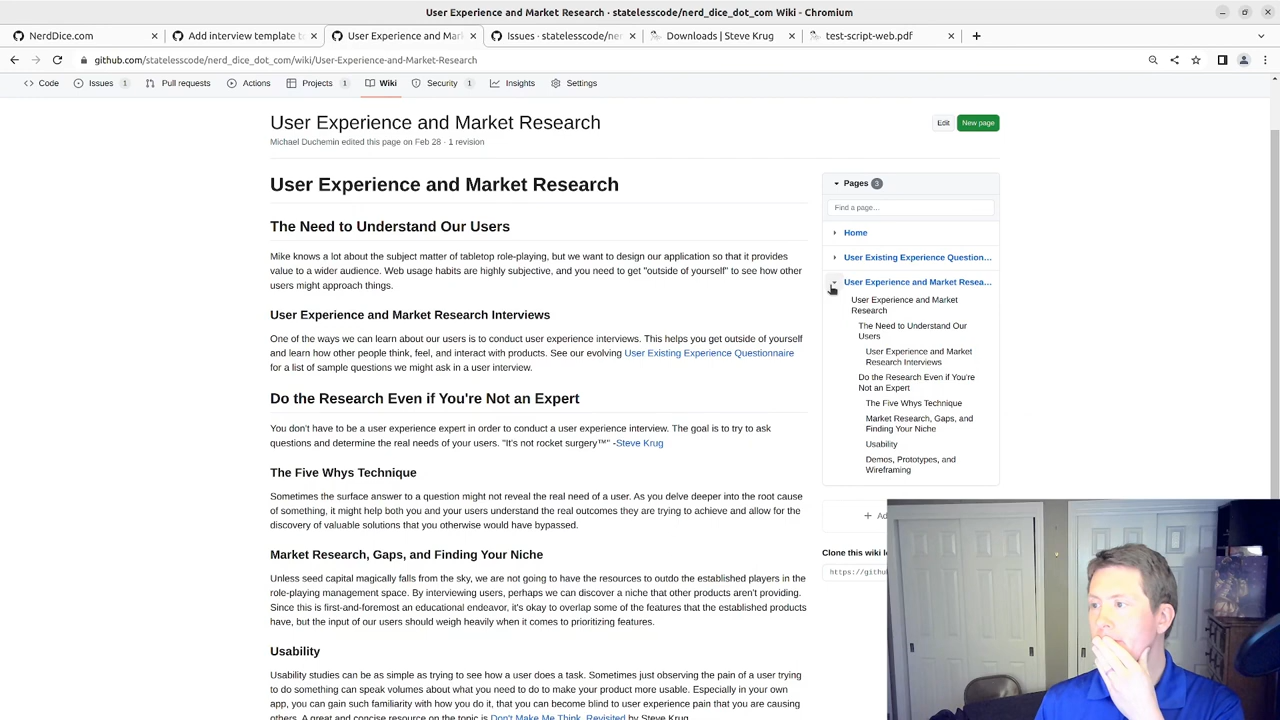 User Experience and Market Research · statelesscode/nerd_dice_dot_com Wiki - Chromium
NerdDice.com
Add interview template t
User Experience and Mark
Issues · statelesscode/ner
Downloads | Steve Krug
test-script-web.pdf
github.com/statelesscode/nerd_dice_dot_com/wiki/User-Experience-and-Market-Research
Code
Issues 1
Pull requests
Actions
Projects 1
Wiki
Security 1
Insights
Settings
User Experience and Market Research
Edit
New page
Michael Duchemin edited this page on Feb 28 · 1 revision
User Experience and Market Research
The Need to Understand Our Users
Mike knows a lot about the subject matter of tabletop role-playing, but we want to design our application so that it provides
value to a wider audience. Web usage habits are highly subjective, and you need to get "outside of yourself" to see how other
users might approach things.
User Experience and Market Research Interviews
One of the ways we can learn about our users is to conduct user experience interviews. This helps you get outside of yourself
and learn how other people think, feel, and interact with products. See our evolving User Existing Experience Questionnaire
for a list of sample questions we might ask in a user interview.
Do the Research Even if You're Not an Expert
You don't have to be a user experience expert in order to conduct a user experience interview. The goal is to try to ask
questions and determine the real needs of your users. "It's not rocket surgery™" -Steve Krug
The Five Whys Technique
Sometimes the surface answer to a question might not reveal the real need of a user. As you delve deeper into the root cause
of something, it might help both you and your users understand the real outcomes they are trying to achieve and allow for the
discovery of valuable solutions that you otherwise would have bypassed.
Market Research, Gaps, and Finding Your Niche
Unless seed capital magically falls from the sky, we are not going to have the resources to outdo the established players in the
role-playing management space. By interviewing users, perhaps we can discover a niche that other products aren't providing.
Since this is first-and-foremost an educational endeavor, it's okay to overlap some of the features that the established products
have, but the input of our users should weigh heavily when it comes to prioritizing features.
Usability
Usability studies can be as simple as trying to see how a user does a task. Sometimes just observing the pain of a user trying
to do something can speak volumes about what you need to do to make your product more usable. Especially in your own
app, you can gain such familiarity with how you do it, that you can become blind to user experience pain that you are causing
others. A great and concise resource on the topic is Don't Make Me Think, Revisited by Steve Krug.
Pages 3
Find a page...
Home
User Existing Experience Question...
User Experience and Market Resea...
User Experience and Market
Research
The Need to Understand Our
Users
User Experience and Market
Research Interviews
Do the Research Even if You're
Not an Expert
The Five Whys Technique
Market Research, Gaps, and
Finding Your Niche
Usability
Demos, Prototypes, and
Wireframing
Clone this wiki l
https://github